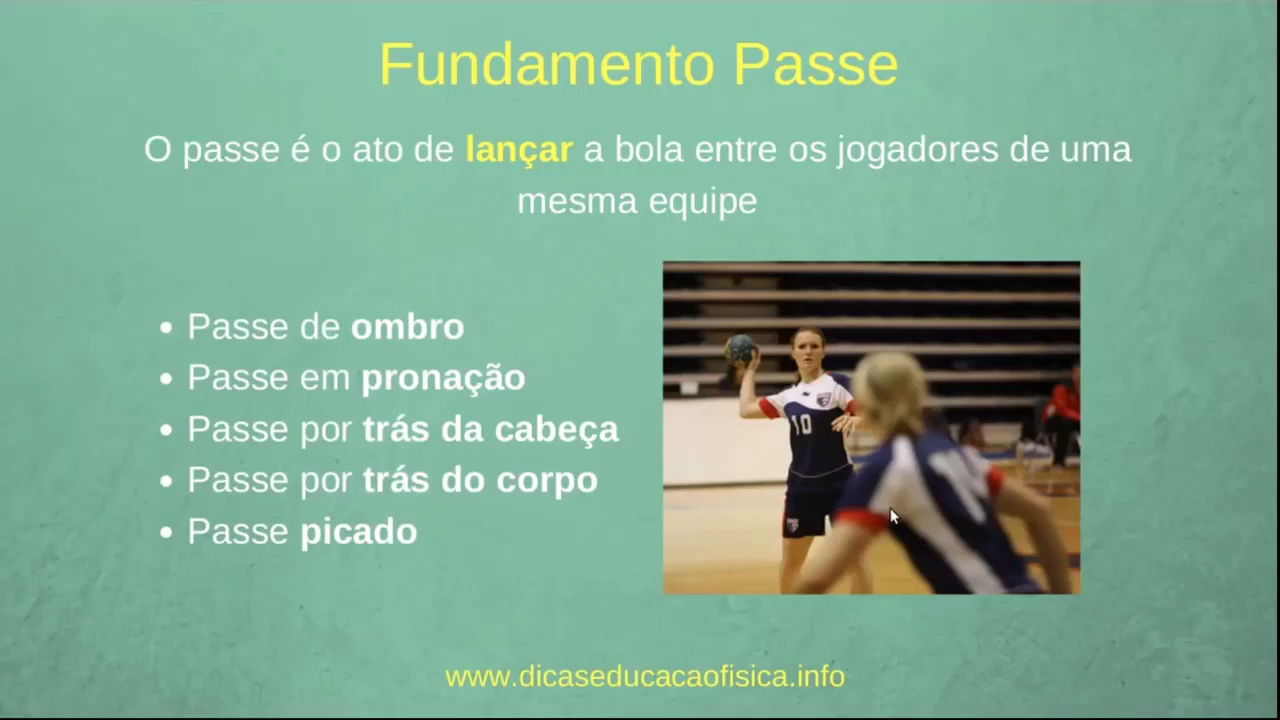 Fundamento Passe
O passe é o ato de lançar a bola entre os jogadores de uma
mesma equipe
• Passe de ombro
• Passe em pronação
• Passe por trás da cabeça
• Passe por trás do corpo
• Passe picado
10
www.dicaseducacaofisica.info